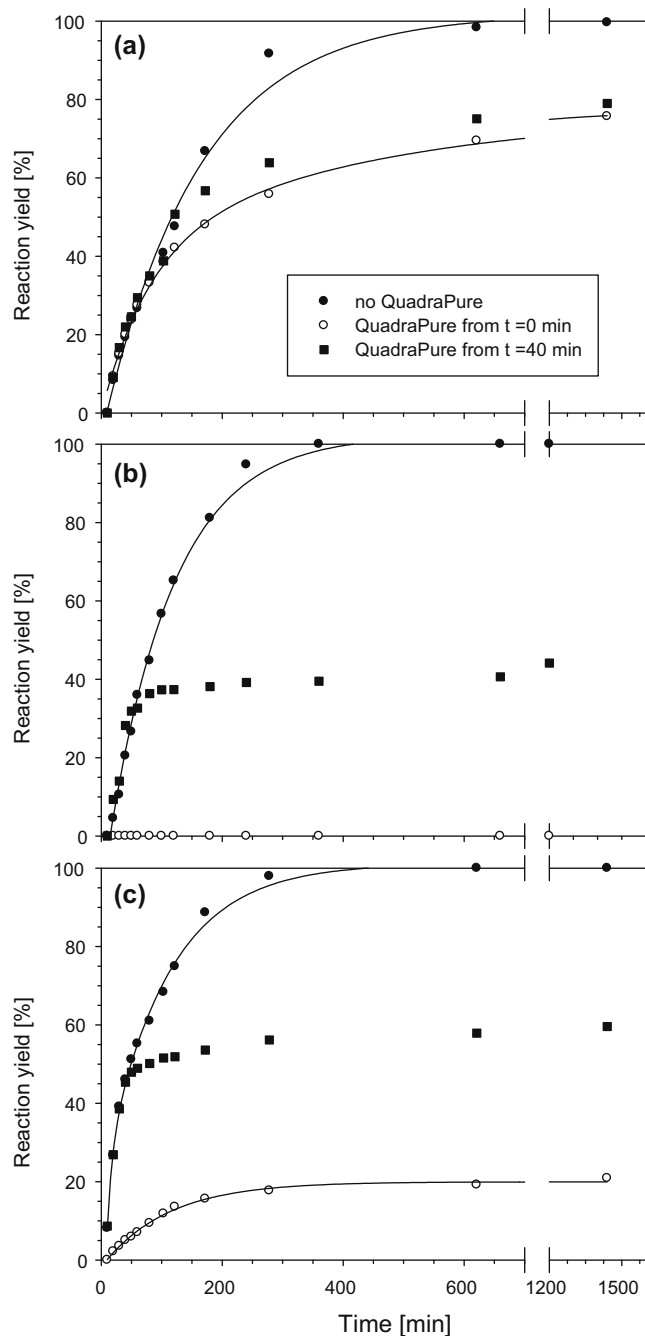 100
(a)
80
60
40
20
0
Reaction yield [%]
no QuadraPure
QuadraPure from t =0 min
QuadraPure from t =40 min
100
(b)
80
60
40
20
0
Reaction yield [%]
100
(c)
80
60
40
20
0
Reaction yield [%]
0 200 400 600 1200 1500
Time [min]